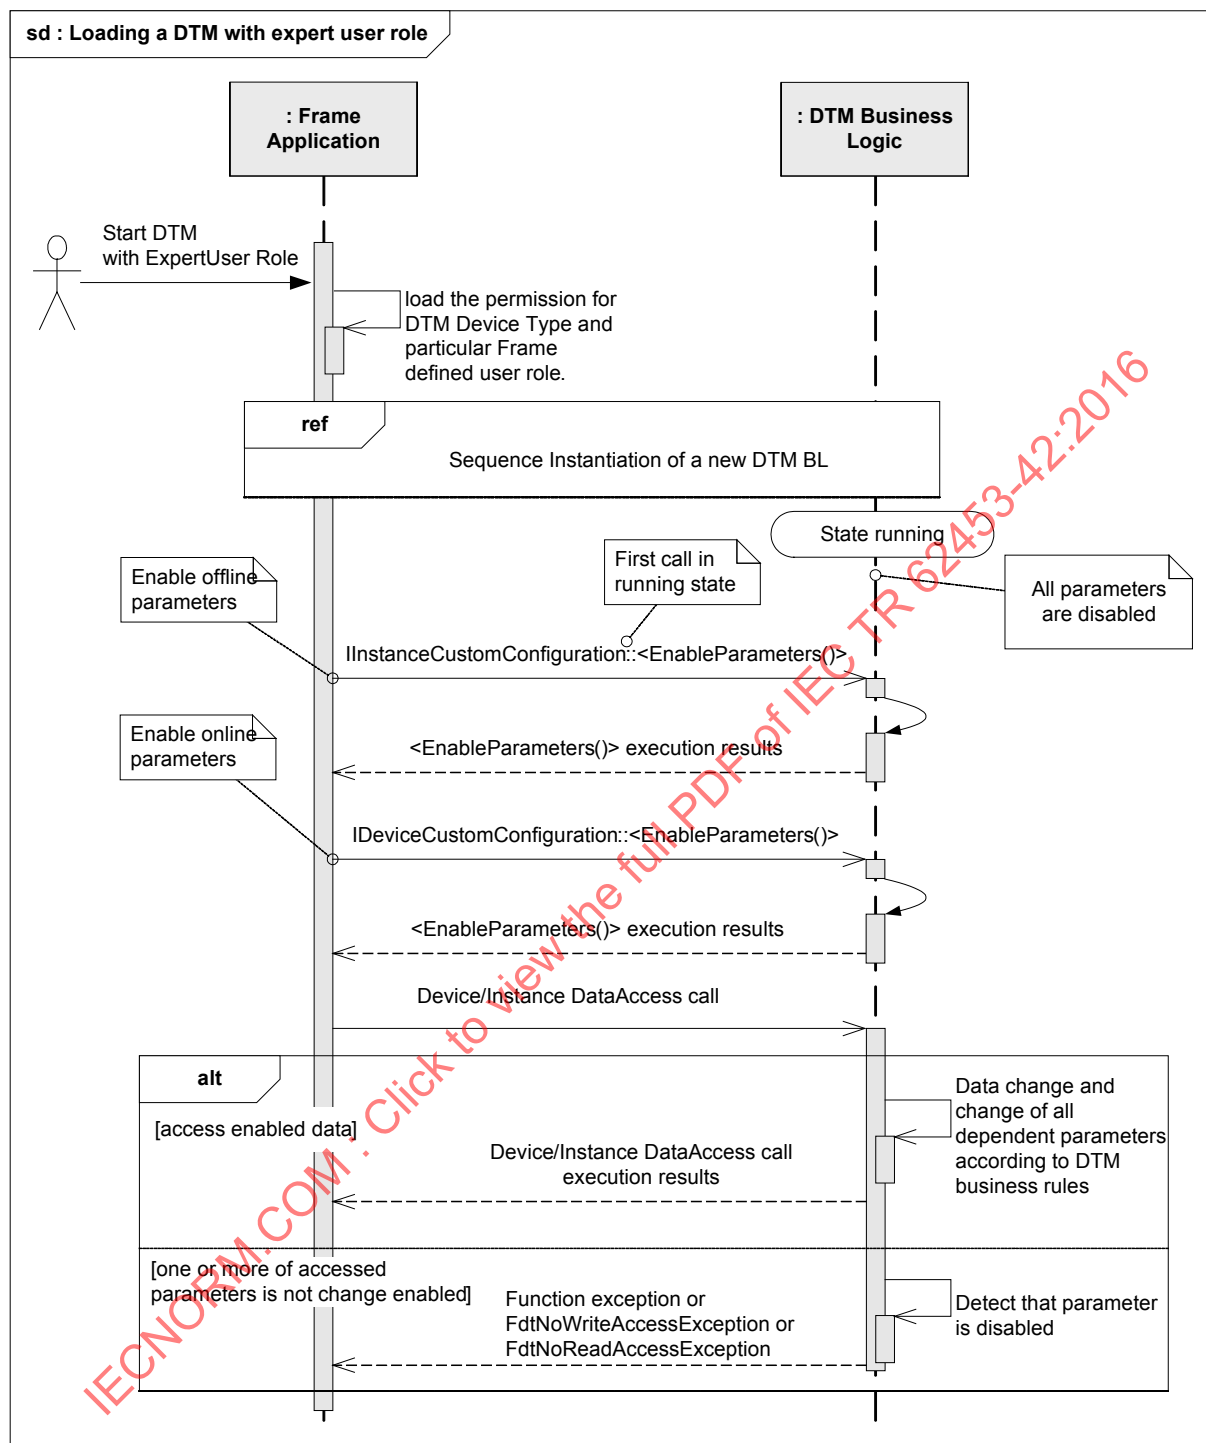 sd : Loading a DTM with expert user role
: Frame
Application
: DTM Business
Logic
Start DTM
with ExpertUser Role
load the permission for
DTM Device Type and
particular Frame
defined user role.
ref
Sequence Instantiation of a new DTM BL
State running
First call in
running state
Enable offline
parameters
All parameters
are disabled
IInstanceCustomConfiguration::<EnableParameters()>
Enable online
parameters
<EnableParameters()> execution results
IDeviceCustomConfiguration::<EnableParameters()>
<EnableParameters()> execution results
Device/Instance DataAccess call
alt
[access enabled data]
Data change and
change of all
dependent parameters
according to DTM
business rules
Device/Instance DataAccess call
execution results
[one or more of accessed
parameters is not change enabled]
Function exception or
FdtNoWriteAccessException or
FdtNoReadAccessException
Detect that parameter
is disabled
IECNORM.COM : Click to view the full PDF of IEC TR 62453-42:2016